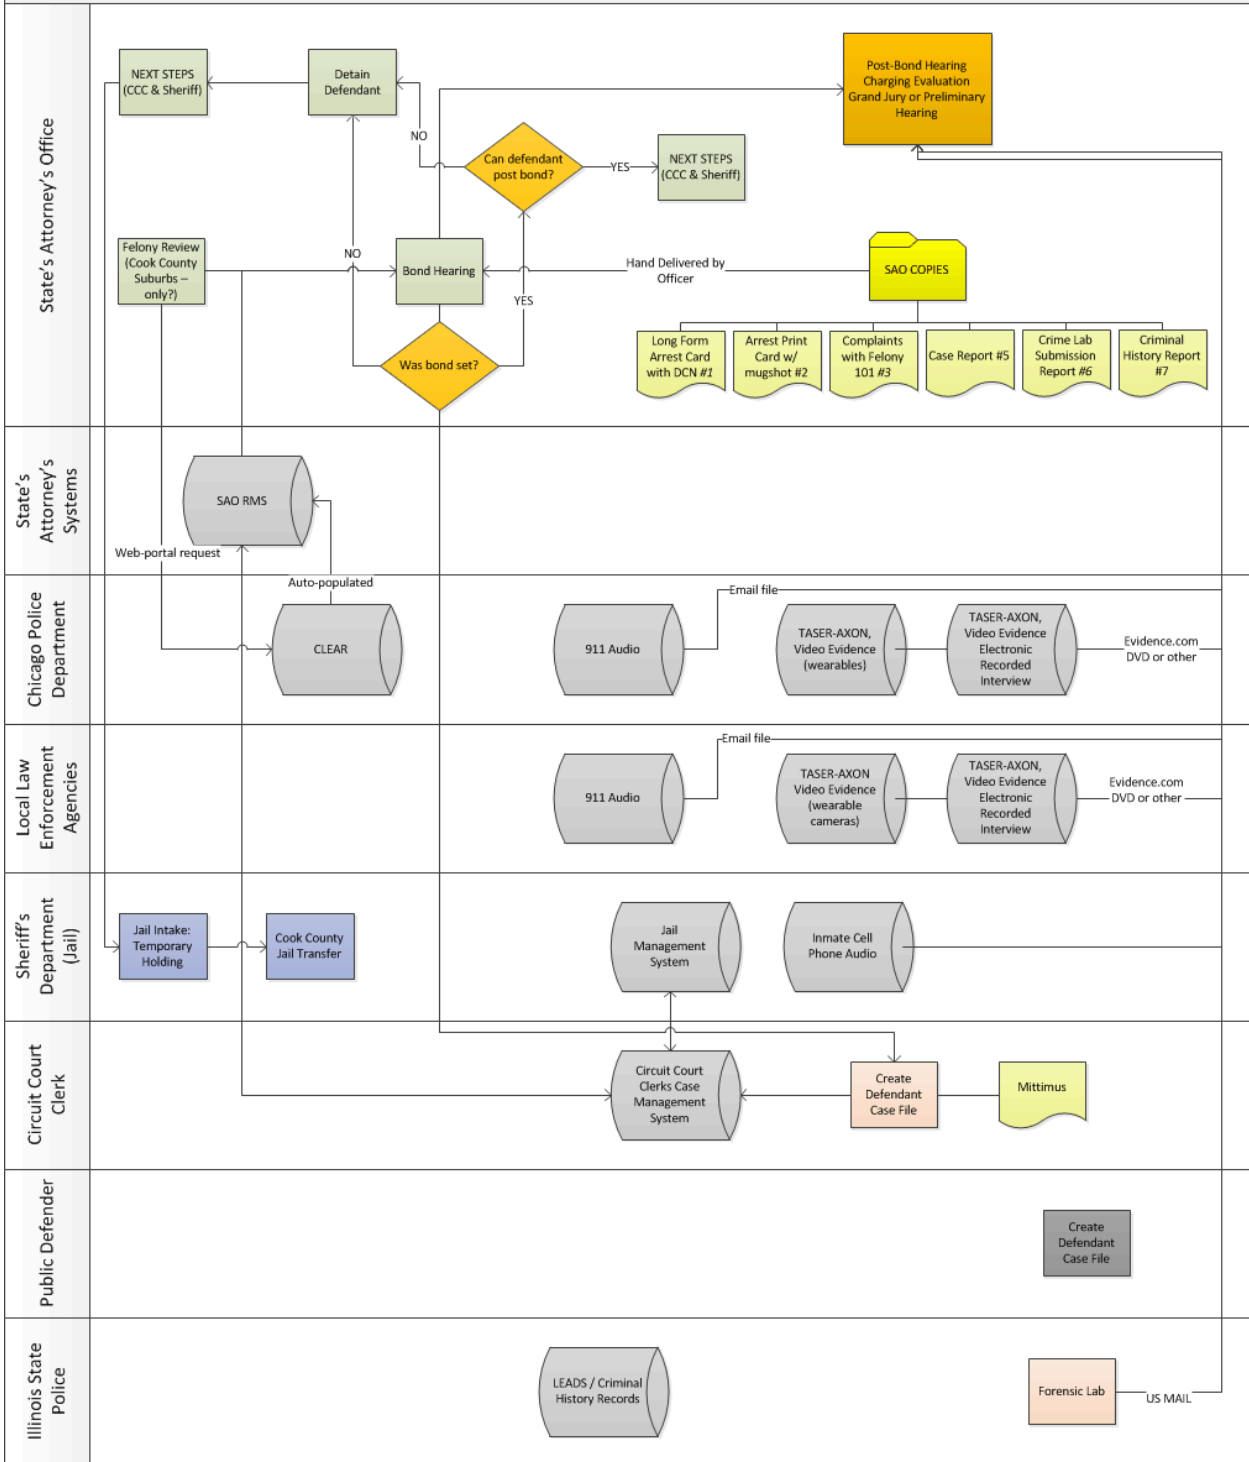 State's Attorney's Office
NEXT STEPS
(CCC & Sheriff)
Detain
Defendant
NO
Can defendant
post bond?
YES
NEXT STEPS
(CCC & Sheriff)
Post-Bond Hearing
Charging Evaluation
Grand Jury or Preliminary
Hearing
Felony Review
(Cook County
Suburbs –
only?)
NO
Bond Hearing
YES
Hand Delivered by
Officer
SAO COPIES
Was bond set?
Long Form
Arrest Card
with DCN #1
Arrest Print
Card w/
mugshot #2
Complaints
with Felony
101 #3
Case Report #5
Crime Lab
Submission
Report #6
Criminal
History Report
#7
State's
Attorney's
Systems
SAO RMS
Web-portal request
Auto-populated
Chicago Police
Department
CLEAR
911 Audio
Email file
TASER-AXON,
Video Evidence
(wearables)
TASER-AXON,
Video Evidence
Electronic
Recorded
Interview
Evidence.com
DVD or other
Local Law
Enforcement
Agencies
911 Audio
Email file
TASER-AXON
Video Evidence
(wearable
cameras)
TASER-AXON,
Video Evidence
Electronic
Recorded
Interview
Evidence.com
DVD or other
Sheriff's
Department
(Jail)
Jail Intake:
Temporary
Holding
Cook County
Jail Transfer
Jail
Management
System
Inmate Cell
Phone Audio
Circuit Court
Clerk
Circuit Court
Clerks Case
Management
System
Create
Defendant
Case File
Mittimus
Public Defender
Create
Defendant
Case File
Illinois State
Police
LEADS / Criminal
History Records
Forensic Lab
US MAIL